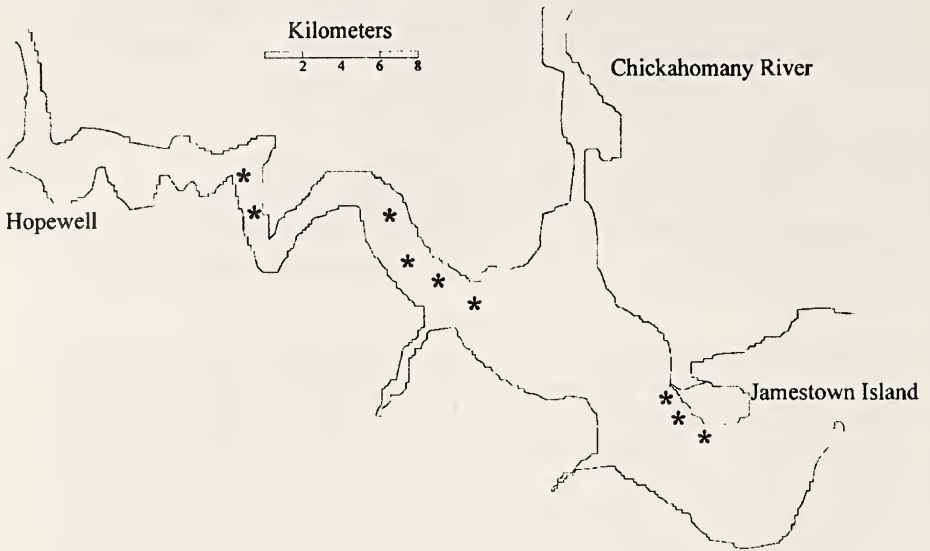 Kilometers
2 4 6 8
Chickahomany River
Hopewell
Jamestown Island